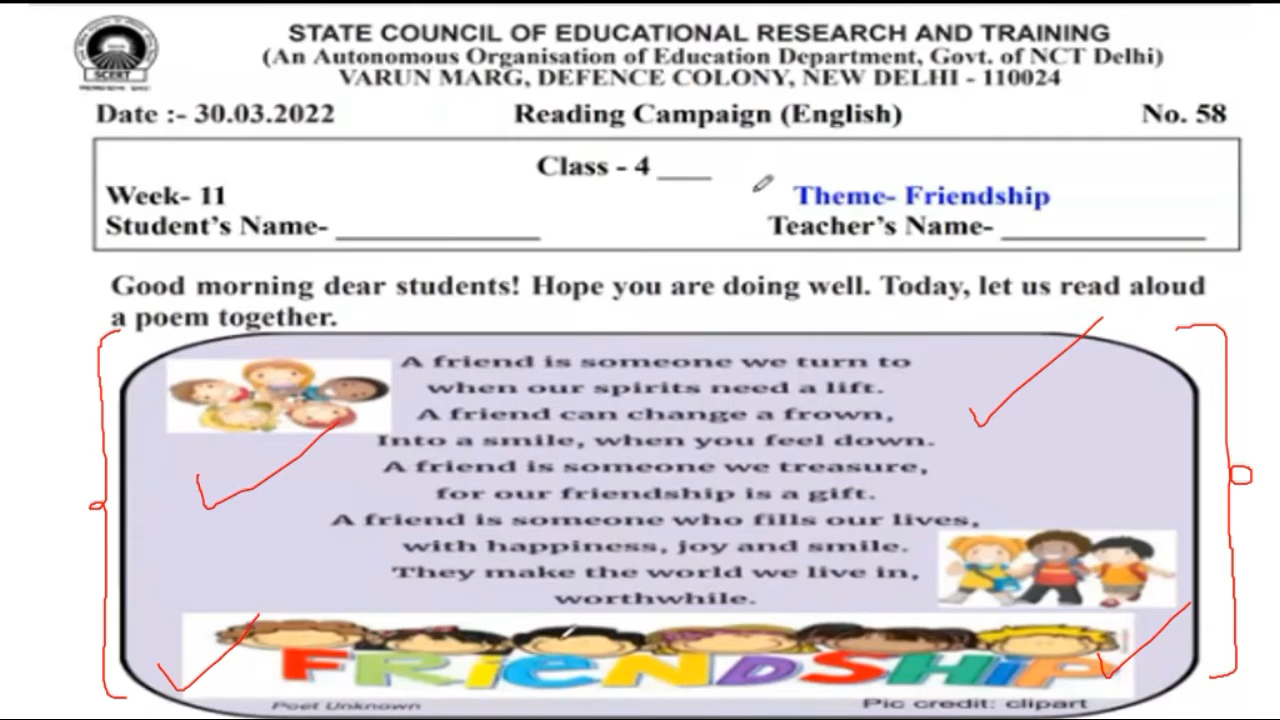 STATE COUNCIL OF EDUCATIONAL RESEARCH AND TRAINING
(An Autonomous Organisation of Education Department, Govt. of NCT Delhi)
VARUN MARG, DEFENCE COLONY, NEW DELHI - 110024
SCERT
Date :- 30.03.2022 Reading Campaign (English) No. 58
Class - 4 ____
Week- 11 Theme- Friendship
Student's Name- _______________ Teacher's Name- _______________
Good morning dear students! Hope you are doing well. Today, let us read aloud
a poem together.
A friend is someone we turn to
when our spirits need a lift.
A friend can change a frown,
Into a smile, when you feel down.
A friend is someone we treasure,
for our friendship is a gift.
A friend is someone who fills our lives,
with happiness, joy and smile.
They make the world we live in,
worthwhile.
FRiENDSHiP
Poet Unknown Pic credit: clipart